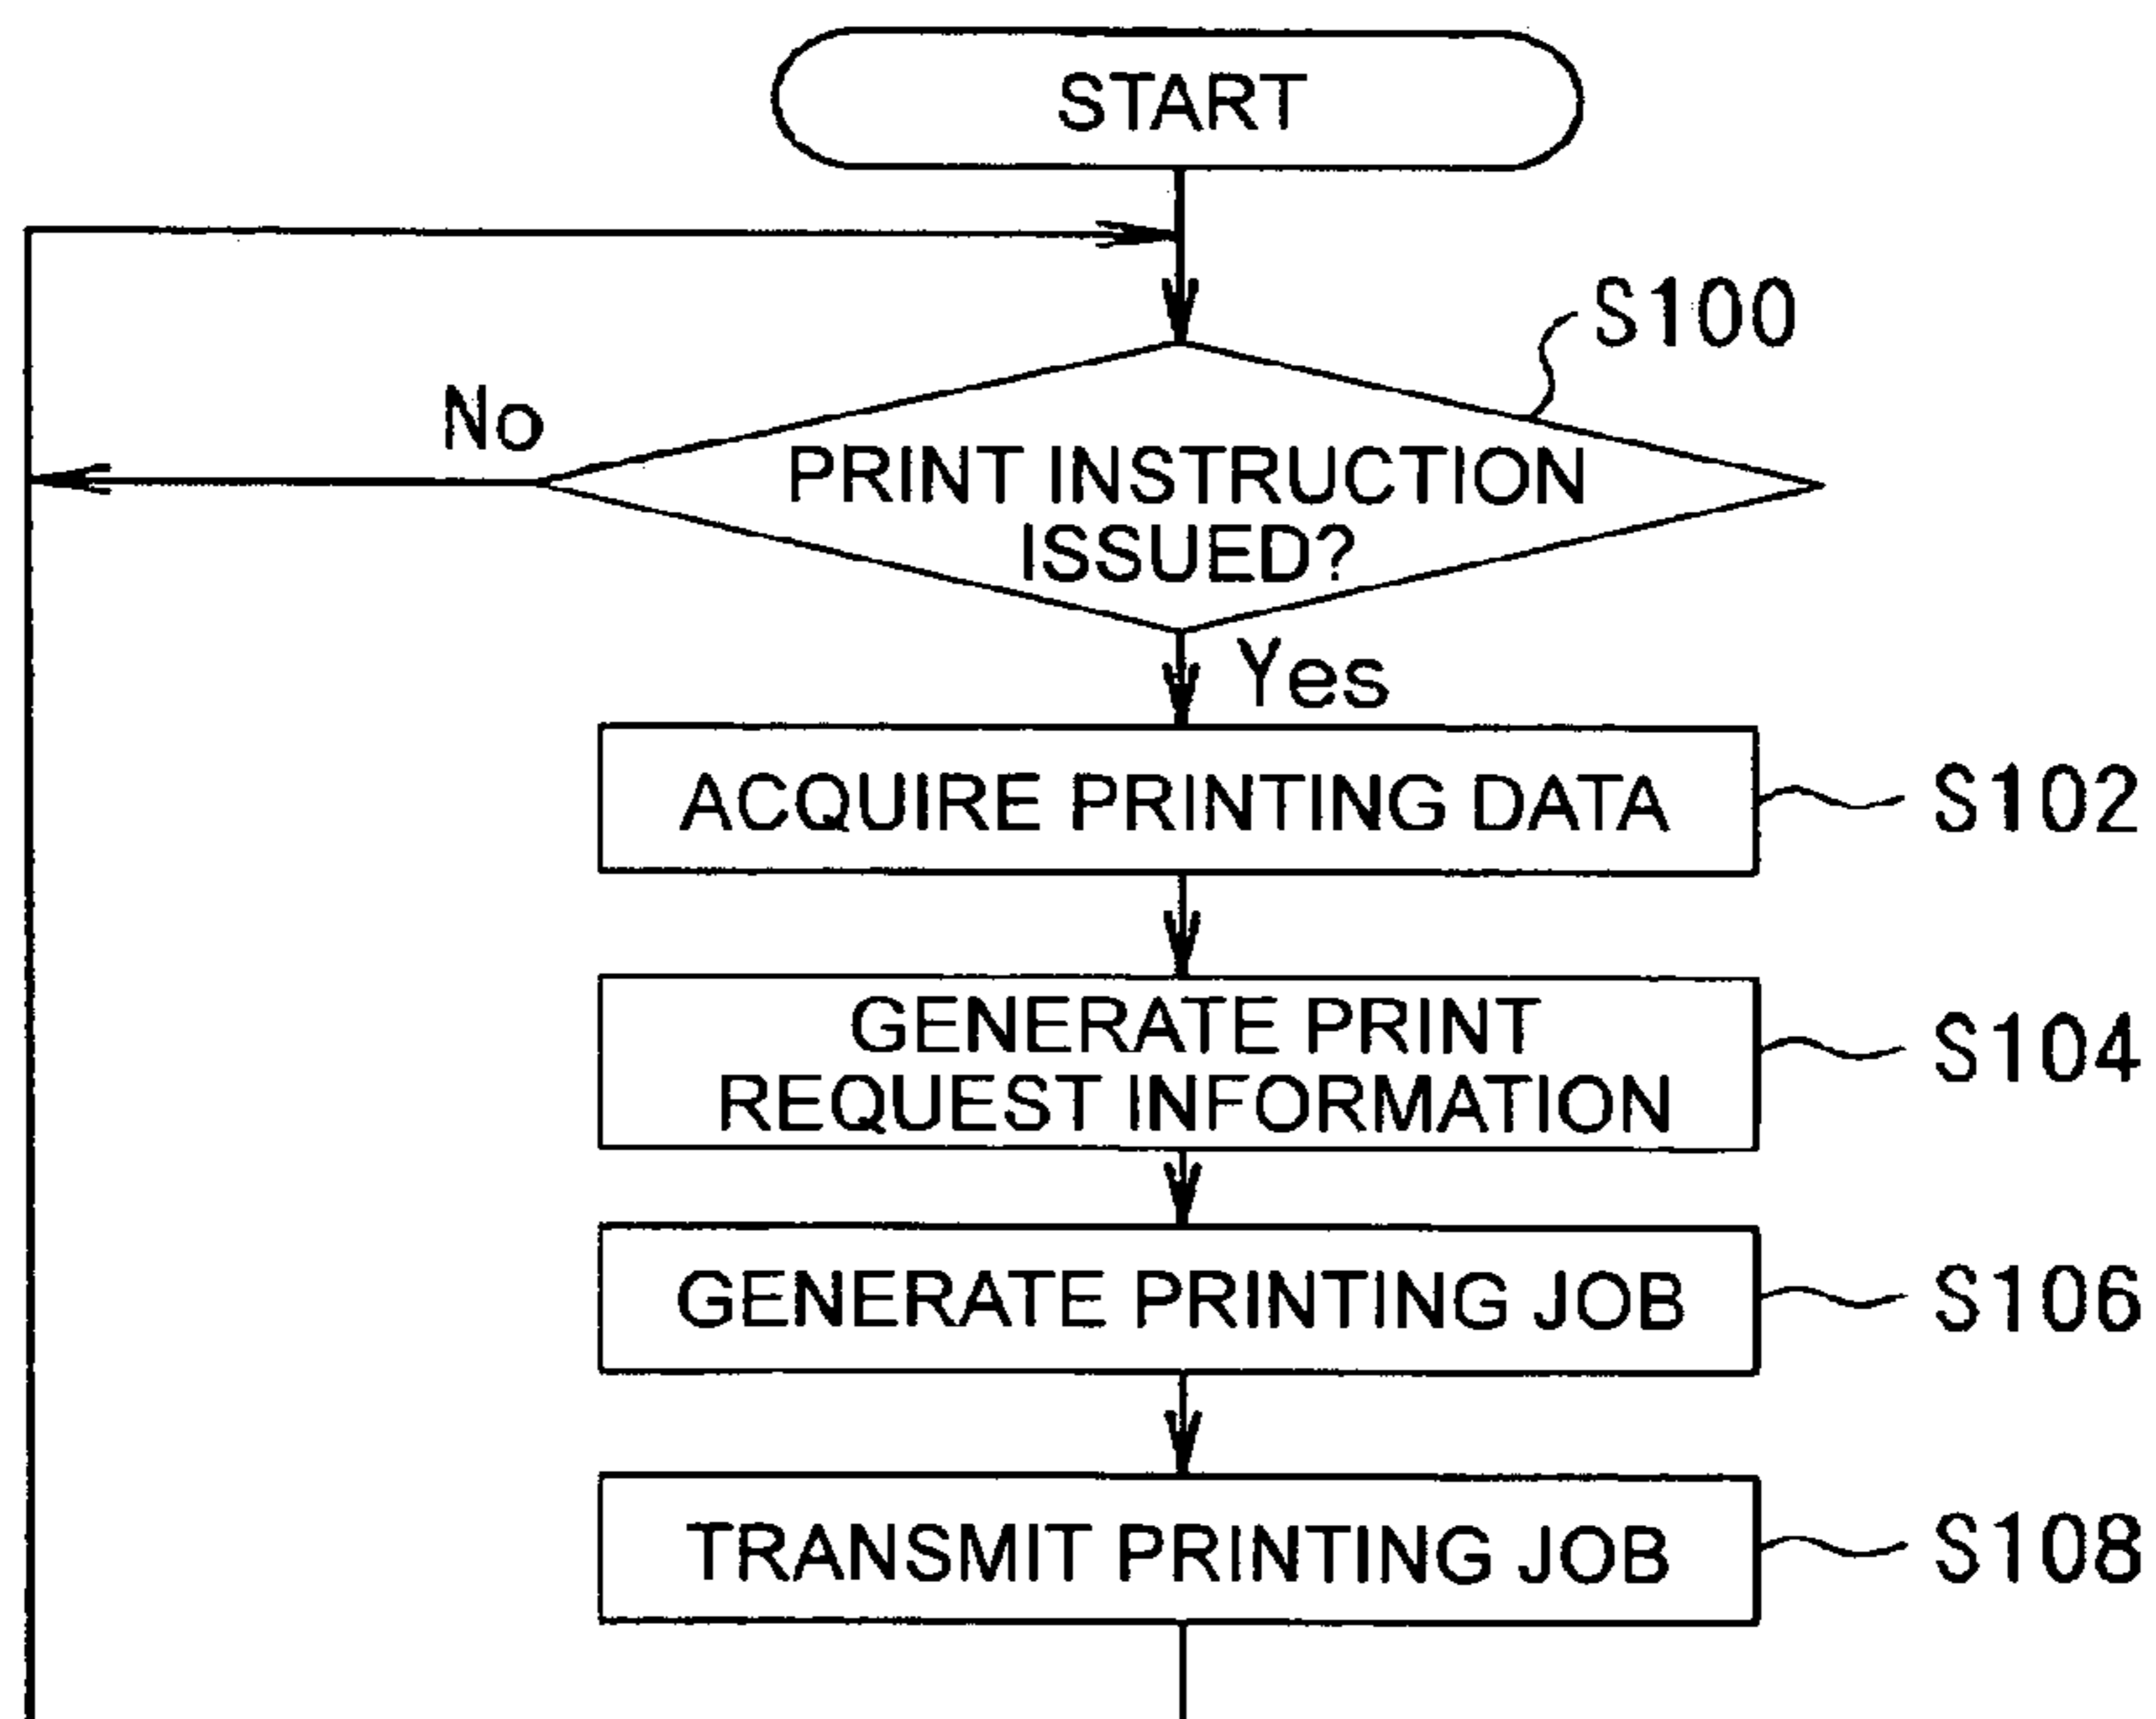 START
S100
No
PRINT INSTRUCTION
ISSUED?
Yes
ACQUIRE PRINTING DATA
S102
GENERATE PRINT
REQUEST INFORMATION
S104
GENERATE PRINTING JOB
S106
TRANSMIT PRINTING JOB
S108